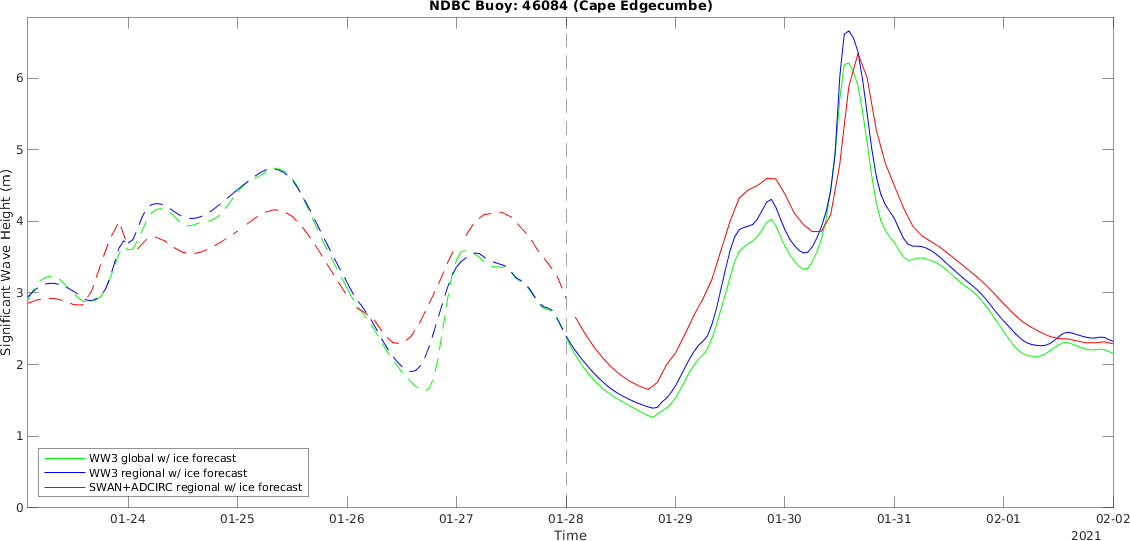 NDBC Buoy: 46084 (Cape Edgecumbe)
Significant Wave Height (m)
6
5
4
3
2
1
0
WW3 global w/ ice forecast
WW3 regional w/ ice forecast
SWAN+ADCIRC regional w/ ice forecast
01-24 01-25 01-26 01-27 01-28 01-29 01-30 01-31 02-01 02-02
Time
2021